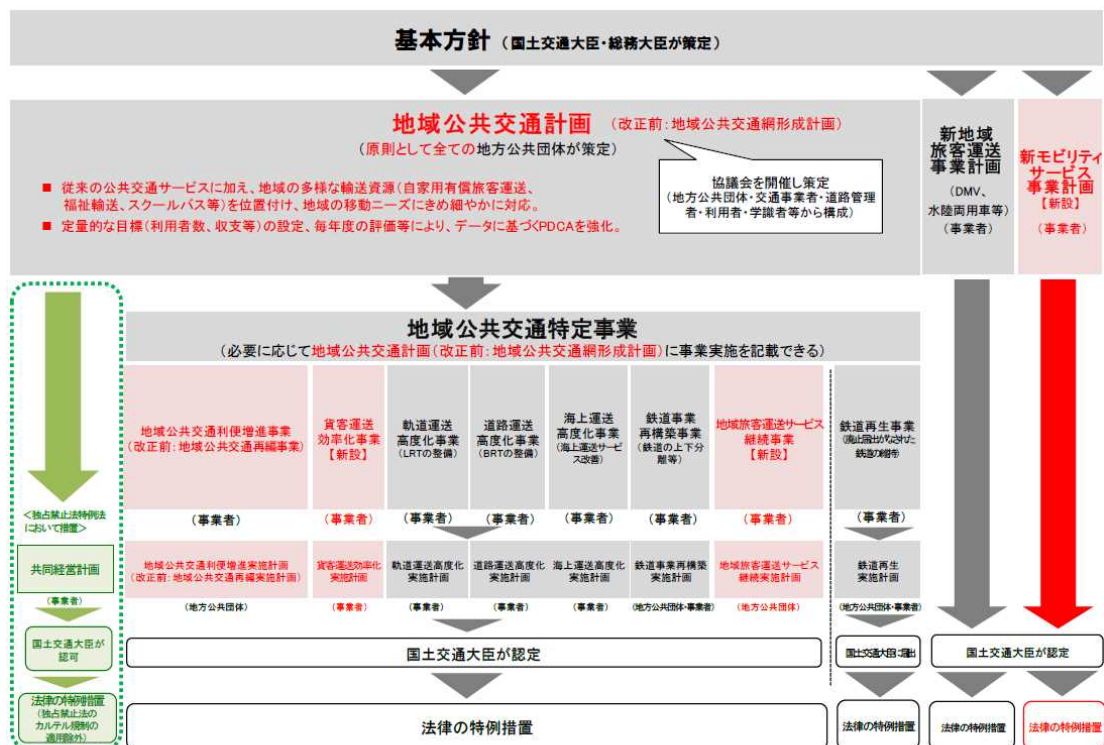 基本方針（国土交通大臣・総務大臣が策定）
地域公共交通計画（改正前：地域公共交通網形成計画）
（原則として全ての地方公共団体が策定）
■ 従来の公共交通サービスに加え、地域の多様な輸送資源（自家用有償旅客運送、
福祉輸送、スクールバス等）を位置付け、地域の移動ニーズにきめ細やかに対応。
■ 定量的な目標（利用者数、収支等）の設定、毎年度の評価等により、データに基づくPDCAを強化。
協議会を開催し策定
（地方公共団体・交通事業者・道路管理
者・利用者・学識者等から構成）
新地域
旅客運送
事業計画
（DMV、
水陸両用車等）
（事業者）
新モビリティ
サービス
事業計画
【新設】
（事業者）
地域公共交通特定事業
（必要に応じて地域公共交通計画（改正前：地域公共交通網形成計画）に事業実施を記載できる）
地域公共交通利便増進事業
（改正前：地域公共交通再編事業）
（事業者）
貨客運送
効率化事業
【新設】
（事業者）
軌道運送
高度化事業
（LRTの整備）
（事業者）
道路運送
高度化事業
（BRTの整備）
（事業者）
海上運送
高度化事業
（海上運送サービ
ス改善）
（事業者）
鉄道事業
再構築事業
（鉄道の上下分
離等）
（事業者）
地域旅客運送サービス
継続事業
【新設】
（事業者）
鉄道再生事業
（廃止届出がなされた
鉄道の維持）
（事業者）
＜独占禁止法特例法
において措置＞
共同経営計画
（事業者）
国土交通大臣が
認可
法律の特例措置
（独占禁止法の
カルテル規制の
適用除外）
地域公共交通利便増進実施計画
（改正前：地域公共交通再編実施計画）
（地方公共団体）
貨客運送効率化
実施計画
（事業者）
軌道運送高度化
実施計画
（事業者）
道路運送高度化
実施計画
（事業者）
海上運送高度化
実施計画
（事業者）
鉄道事業再構築
実施計画
（地方公共団体・事業者）
地域旅客運送サービス
継続実施計画
（地方公共団体）
鉄道再生
実施計画
（地方公共団体・事業者）
国土交通大臣が認定
国土交通大臣に届出
国土交通大臣が認定
法律の特例措置
法律の特例措置
法律の特例措置
法律の特例措置